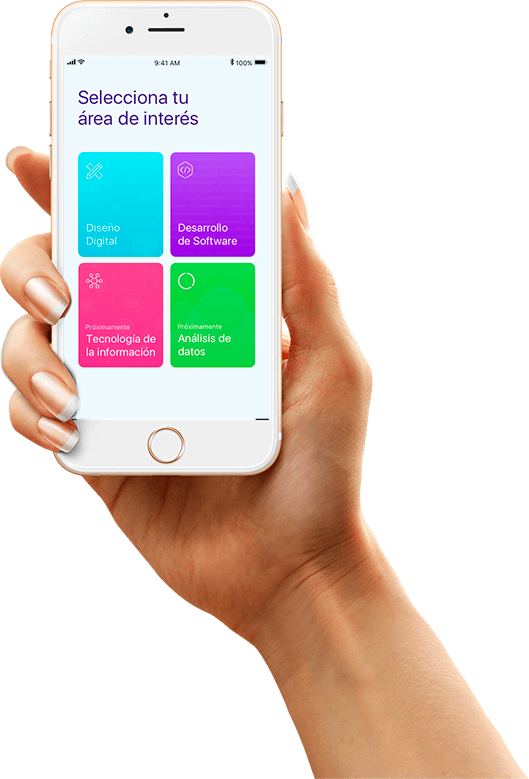 9:41 AM
100%
Selecciona tu
área de interés
Diseño
Digital
Desarrollo
de Software
Próximamente
Tecnología de
la información
Próximamente
Análisis de
datos